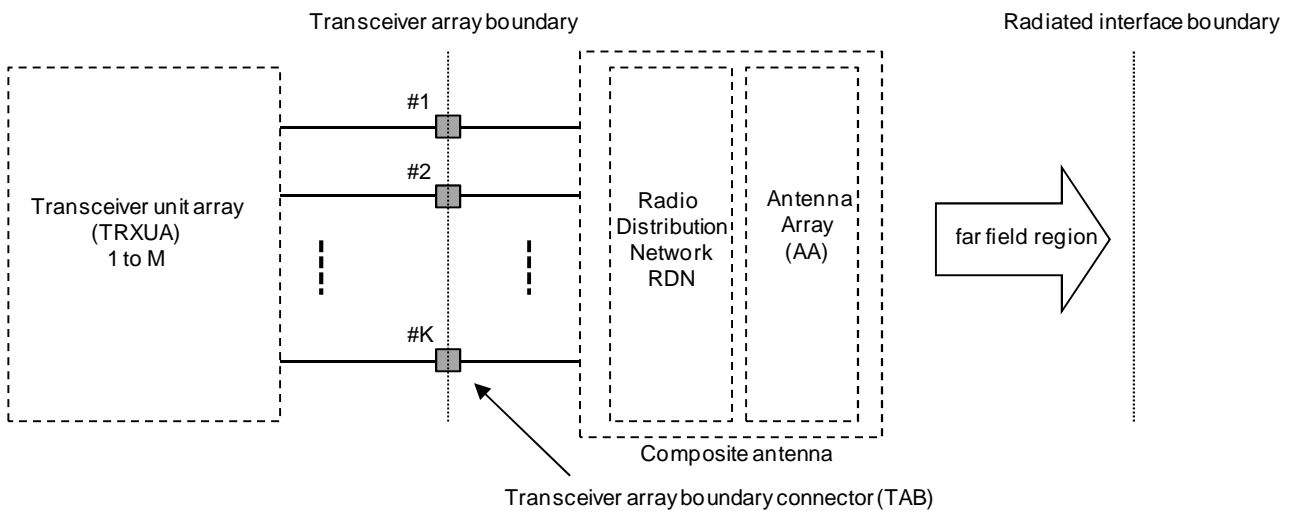 Transceiver array boundary
Radiated interface boundary
#1
#2
#K
Transceiver unit array
(TRXUA)
1 to M
Radio
Distribution
Network
RDN
Antenna
Array
(AA)
far field region
Composite antenna
Transceiver array boundary connector (TAB)